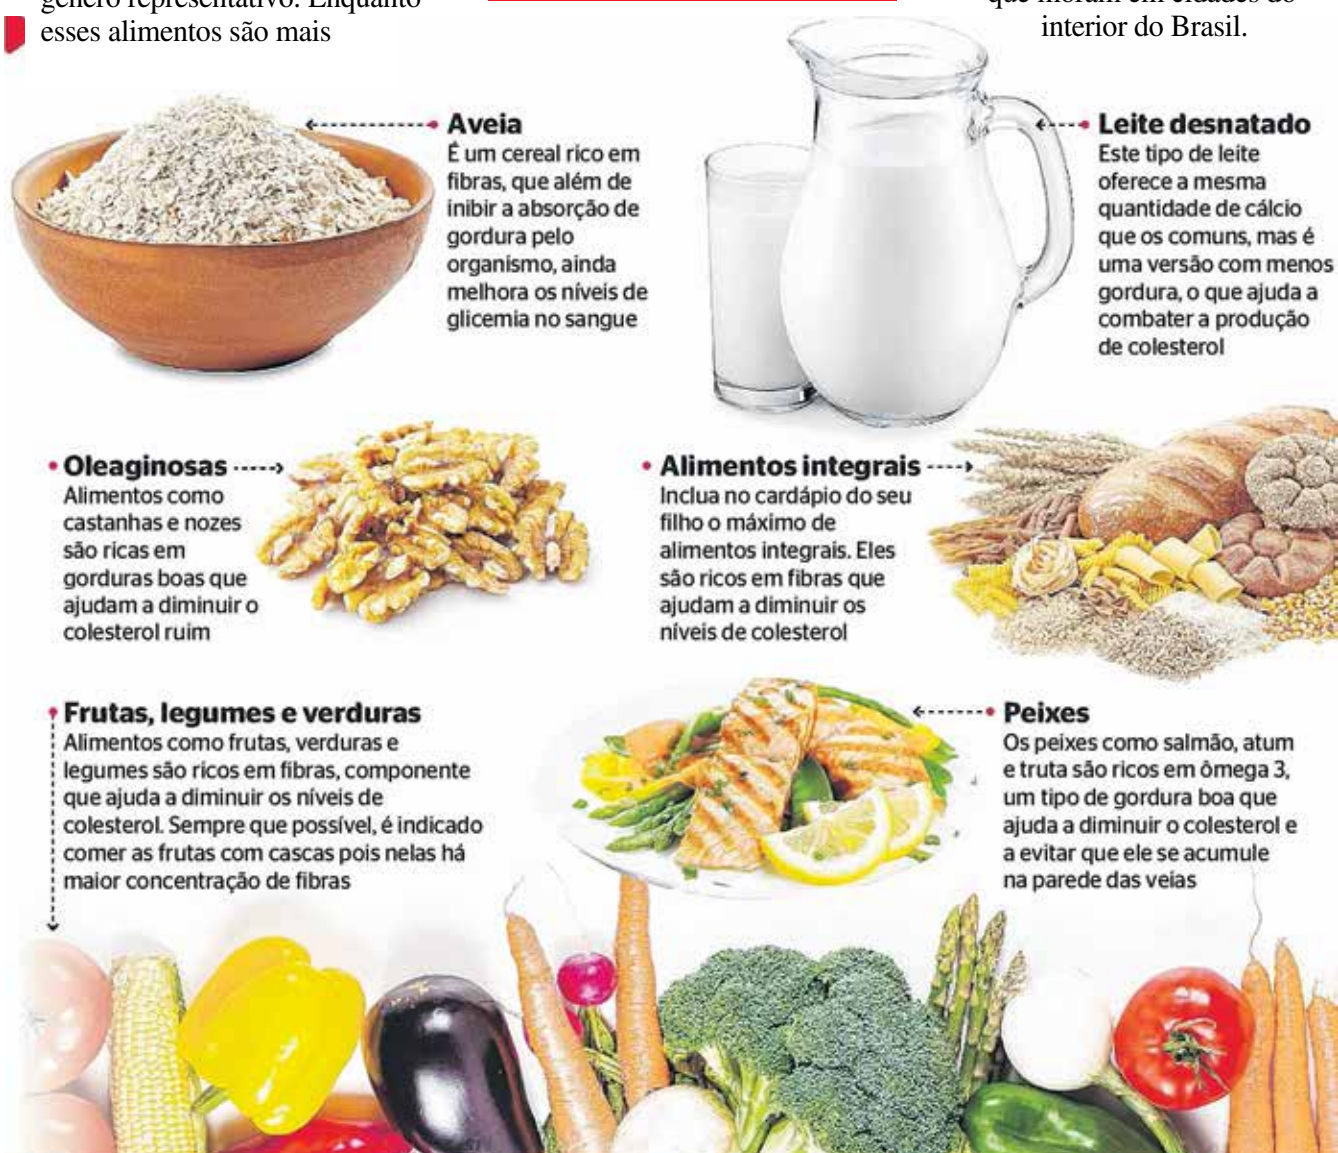 gênero representativo. Enquanto
esses alimentos são mais
que moram em cidades do
interior do Brasil.
Aveia
É um cereal rico em
fibras, que além de
inibir a absorção de
gordura pelo
organismo, ainda
melhora os níveis de
glicemia no sangue
Leite desnatado
Este tipo de leite
oferece a mesma
quantidade de cálcio
que os comuns, mas é
uma versão com menos
gordura, o que ajuda a
combater a produção
de colesterol
Oleaginosas
Alimentos como
castanhas e nozes
são ricas em
gorduras boas que
ajudam a diminuir o
colesterol ruim
Alimentos integrais
Inclua no cardápio do seu
filho o máximo de
alimentos integrais. Eles
são ricos em fibras que
ajudam a diminuir os
níveis de colesterol
Frutas, legumes e verduras
Alimentos como frutas, verduras e
legumes são ricos em fibras, componente
que ajuda a diminuir os níveis de
colesterol. Sempre que possível, é indicado
comer as frutas com cascas pois nelas há
maior concentração de fibras
Peixes
Os peixes como salmão, atum
e truta são ricos em ômega 3,
um tipo de gordura boa que
ajuda a diminuir o colesterol e
a evitar que ele se acumule
na parede das veias